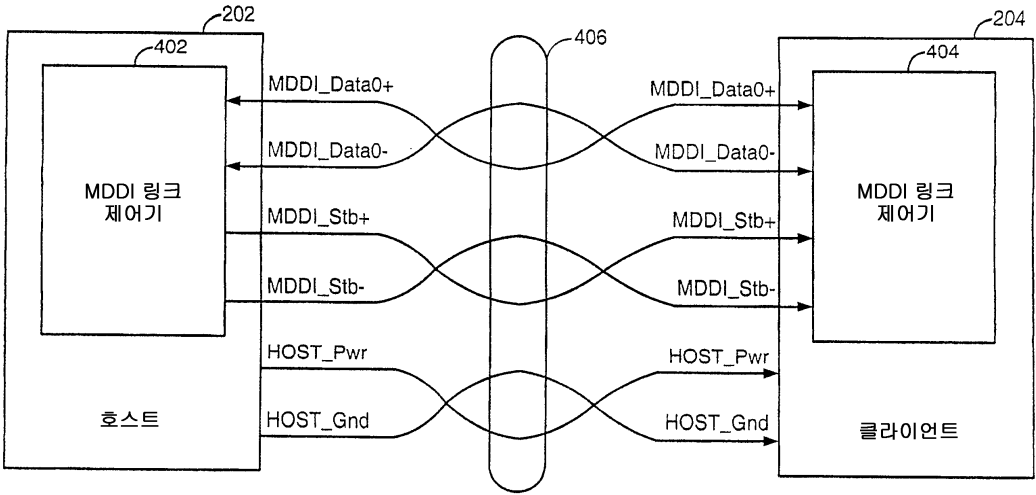 202
402
406
204
404
MDDI_Data0+
MDDI_Data0+
MDDI_Data0-
MDDI_Data0-
MDDI 링크
제어기
MDDI 링크
제어기
MDDI_Stb+
MDDI_Stb+
MDDI_Stb-
MDDI_Stb-
HOST_Pwr
HOST_Pwr
HOST_Gnd
HOST_Gnd
호스트
클라이언트